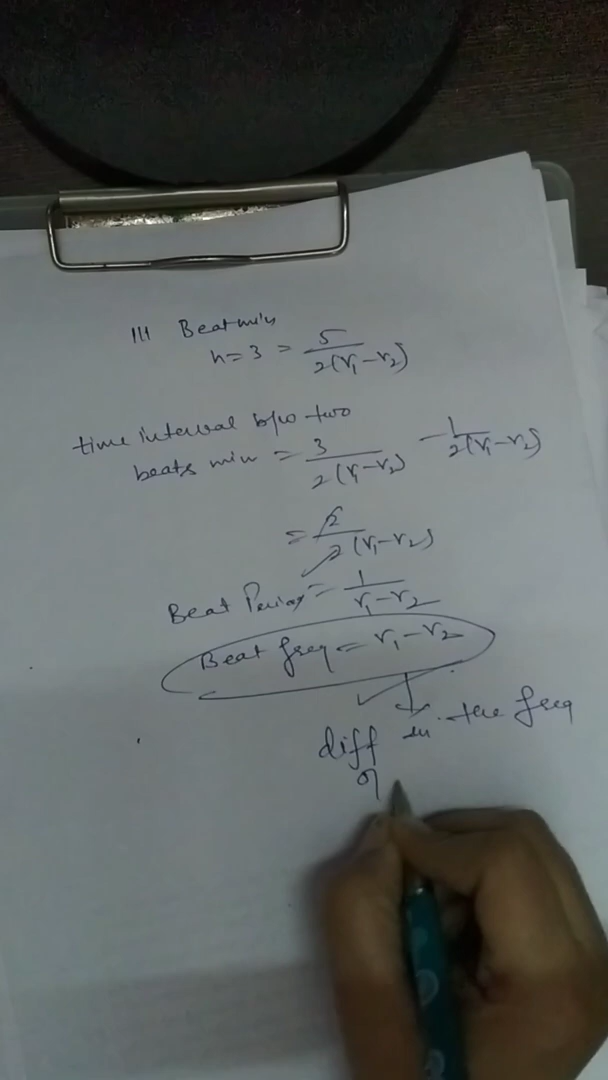 III Beat min
n=3 = 5/2(ν₁-ν₂)
time interval b/w two
beats min = 3/2(ν₁-ν₂) - 1/2(ν₁-ν₂)
= 2/2(ν₁-ν₂)
Beat Period = 1/ν₁-ν₂
Beat freq = ν₁-ν₂
diff in the freq
of